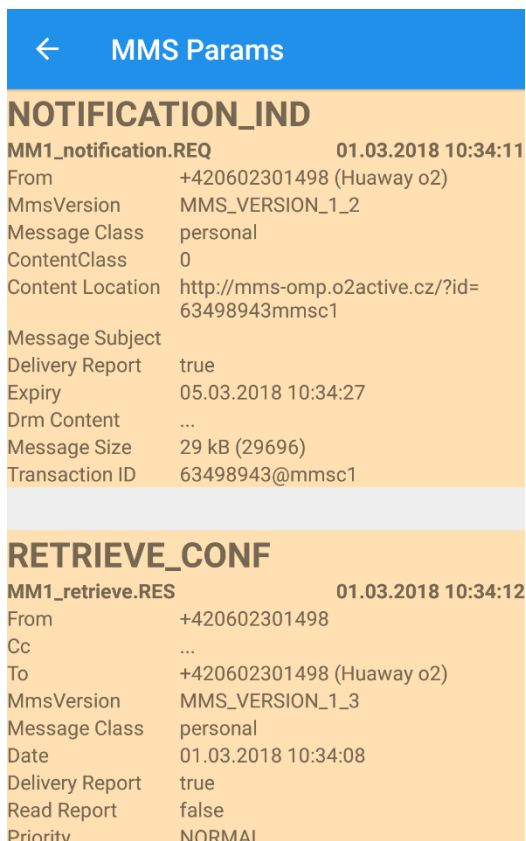 MMS Params
NOTIFICATION_IND
MM1_notification.REQ 01.03.2018 10:34:11
From +420602301498 (Huaway o2)
MmsVersion MMS_VERSION_1_2
Message Class personal
ContentClass 0
Content Location http://mms-omp.o2active.cz/?id=
63498943mmsc1
Message Subject
Delivery Report true
Expiry 05.03.2018 10:34:27
Drm Content ...
Message Size 29 kB (29696)
Transaction ID 63498943@mmsc1
RETRIEVE_CONF
MM1_retrieve.RES 01.03.2018 10:34:12
From +420602301498
Cc ...
To +420602301498 (Huaway o2)
MmsVersion MMS_VERSION_1_3
Message Class personal
Date 01.03.2018 10:34:08
Delivery Report true
Read Report false
Priority NORMAL